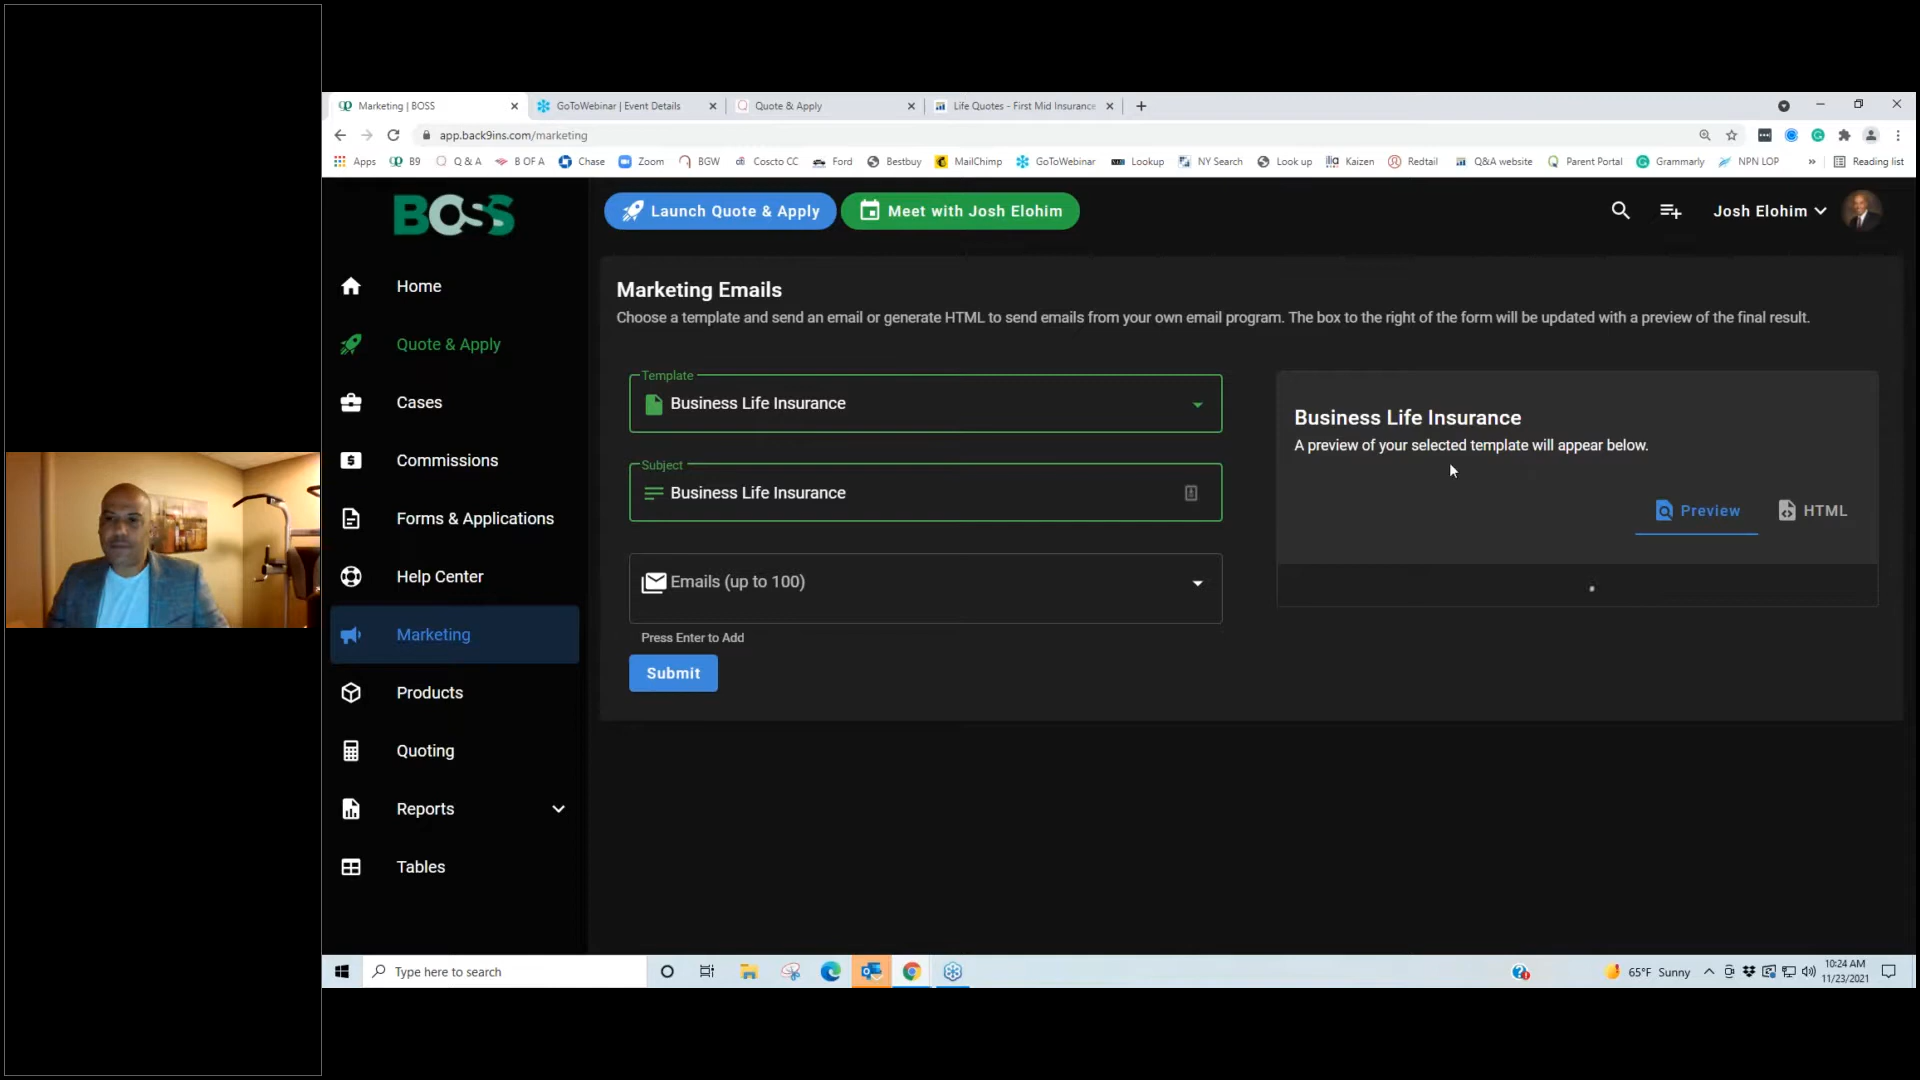 Marketing | BOSS
GoToWebinar | Event Details
Quote & Apply
Life Quotes - First Mid Insurance
app.back9ins.com/marketing
Apps
B9
Q & A
B OF A
Chase
Zoom
BGW
Coscto CC
Ford
Bestbuy
MailChimp
GoToWebinar
Lookup
NY Search
Look up
Kaizen
Redtail
Q&A website
Parent Portal
Grammarly
NPN LOP
»
Reading list
BOSS
Launch Quote & Apply
Meet with Josh Elohim
Josh Elohim
Home
Quote & Apply
Cases
Commissions
Forms & Applications
Help Center
Marketing
Products
Quoting
Reports
Tables
Marketing Emails
Choose a template and send an email or generate HTML to send emails from your own email program. The box to the right of the form will be updated with a preview of the final result.
Template
Business Life Insurance
Subject
Business Life Insurance
Emails (up to 100)
Press Enter to Add
Submit
Business Life Insurance
A preview of your selected template will appear below.
Preview
HTML
Type here to search
65°F Sunny
10:24 AM
11/23/2021